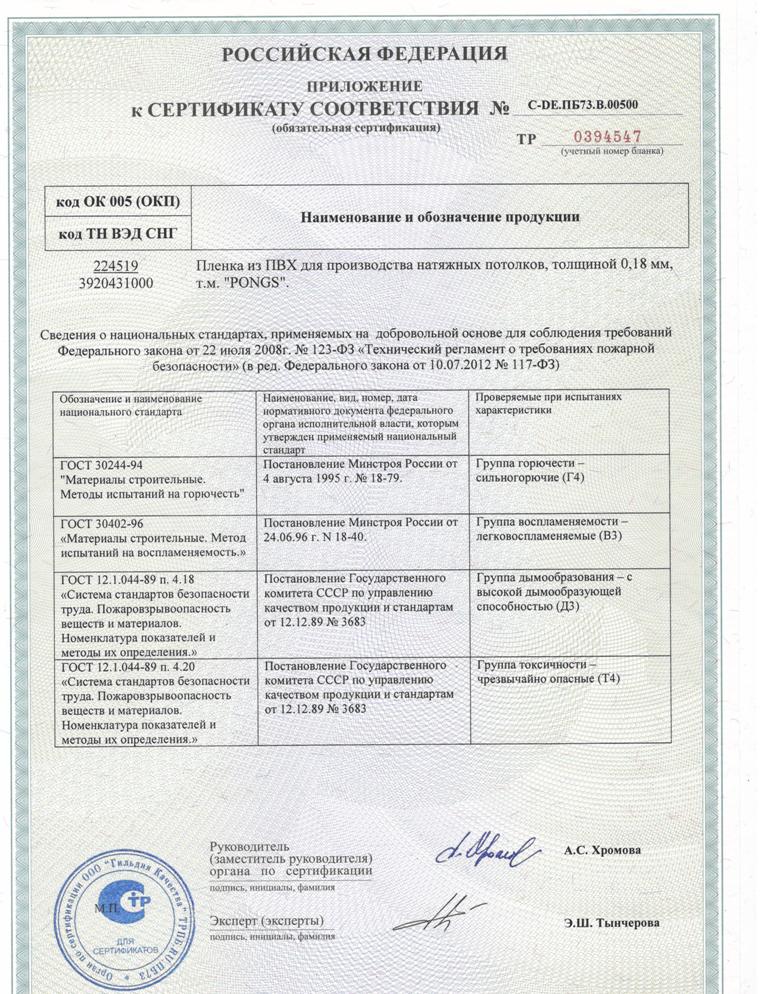 РОССИЙСКАЯ ФЕДЕРАЦИЯ
ПРИЛОЖЕНИЕ
к СЕРТИФИКАТУ СООТВЕТСТВИЯ № C-DE.ПБ73.В.00500
(обязательная сертификация)
ТР 0394547
(учетный номер бланка)
код ОК 005 (ОКП)
код ТН ВЭД СНГ
Наименование и обозначение продукции
224519
3920431000
Пленка из ПВХ для производства натяжных потолков, толщиной 0,18 мм,
т.м. "PONGS".
Сведения о национальных стандартах, применяемых на добровольной основе для соблюдения требований
Федерального закона от 22 июля 2008г. № 123-ФЗ «Технический регламент о требованиях пожарной
безопасности» (в ред. Федерального закона от 10.07.2012 № 117-ФЗ)
Обозначение и наименование
национального стандарта
Наименование, вид, номер, дата
нормативного документа федерального
органа исполнительной власти, которым
утвержден применяемый национальный
стандарт
Проверяемые при испытаниях
характеристики
ГОСТ 30244-94
"Материалы строительные.
Методы испытаний на горючесть"
Постановление Минстроя России от
4 августа 1995 г. № 18-79.
Группа горючести –
сильногорючие (Г4)
ГОСТ 30402-96
«Материалы строительные. Метод
испытаний на воспламеняемость.»
Постановление Минстроя России от
24.06.96 г. N 18-40.
Группа воспламеняемости –
легковоспламеняемые (В3)
ГОСТ 12.1.044-89 п. 4.18
«Система стандартов безопасности
труда. Пожаровзрывоопасность
веществ и материалов.
Номенклатура показателей и
методы их определения.»
Постановление Государственного
комитета СССР по управлению
качеством продукции и стандартам
от 12.12.89 № 3683
Группа дымообразования – с
высокой дымообразующей
способностью (Д3)
ГОСТ 12.1.044-89 п. 4.20
«Система стандартов безопасности
труда. Пожаровзрывоопасность
веществ и материалов.
Номенклатура показателей и
методы их определения.»
Постановление Государственного
комитета СССР по управлению
качеством продукции и стандартам
от 12.12.89 № 3683
Группа токсичности –
чрезвычайно опасные (Т4)
Руководитель
(заместитель руководителя)
органа по сертификации
подпись, инициалы, фамилия
А.С. Хромова
Эксперт (эксперты)
подпись, инициалы, фамилия
Э.Ш. Тынчерова
Орган по сертификации ООО "Гильдия Качества" ТРПБ.RU.ПБ73
М.П.
ТР
ДЛЯ
СЕРТИФИКАТОВ